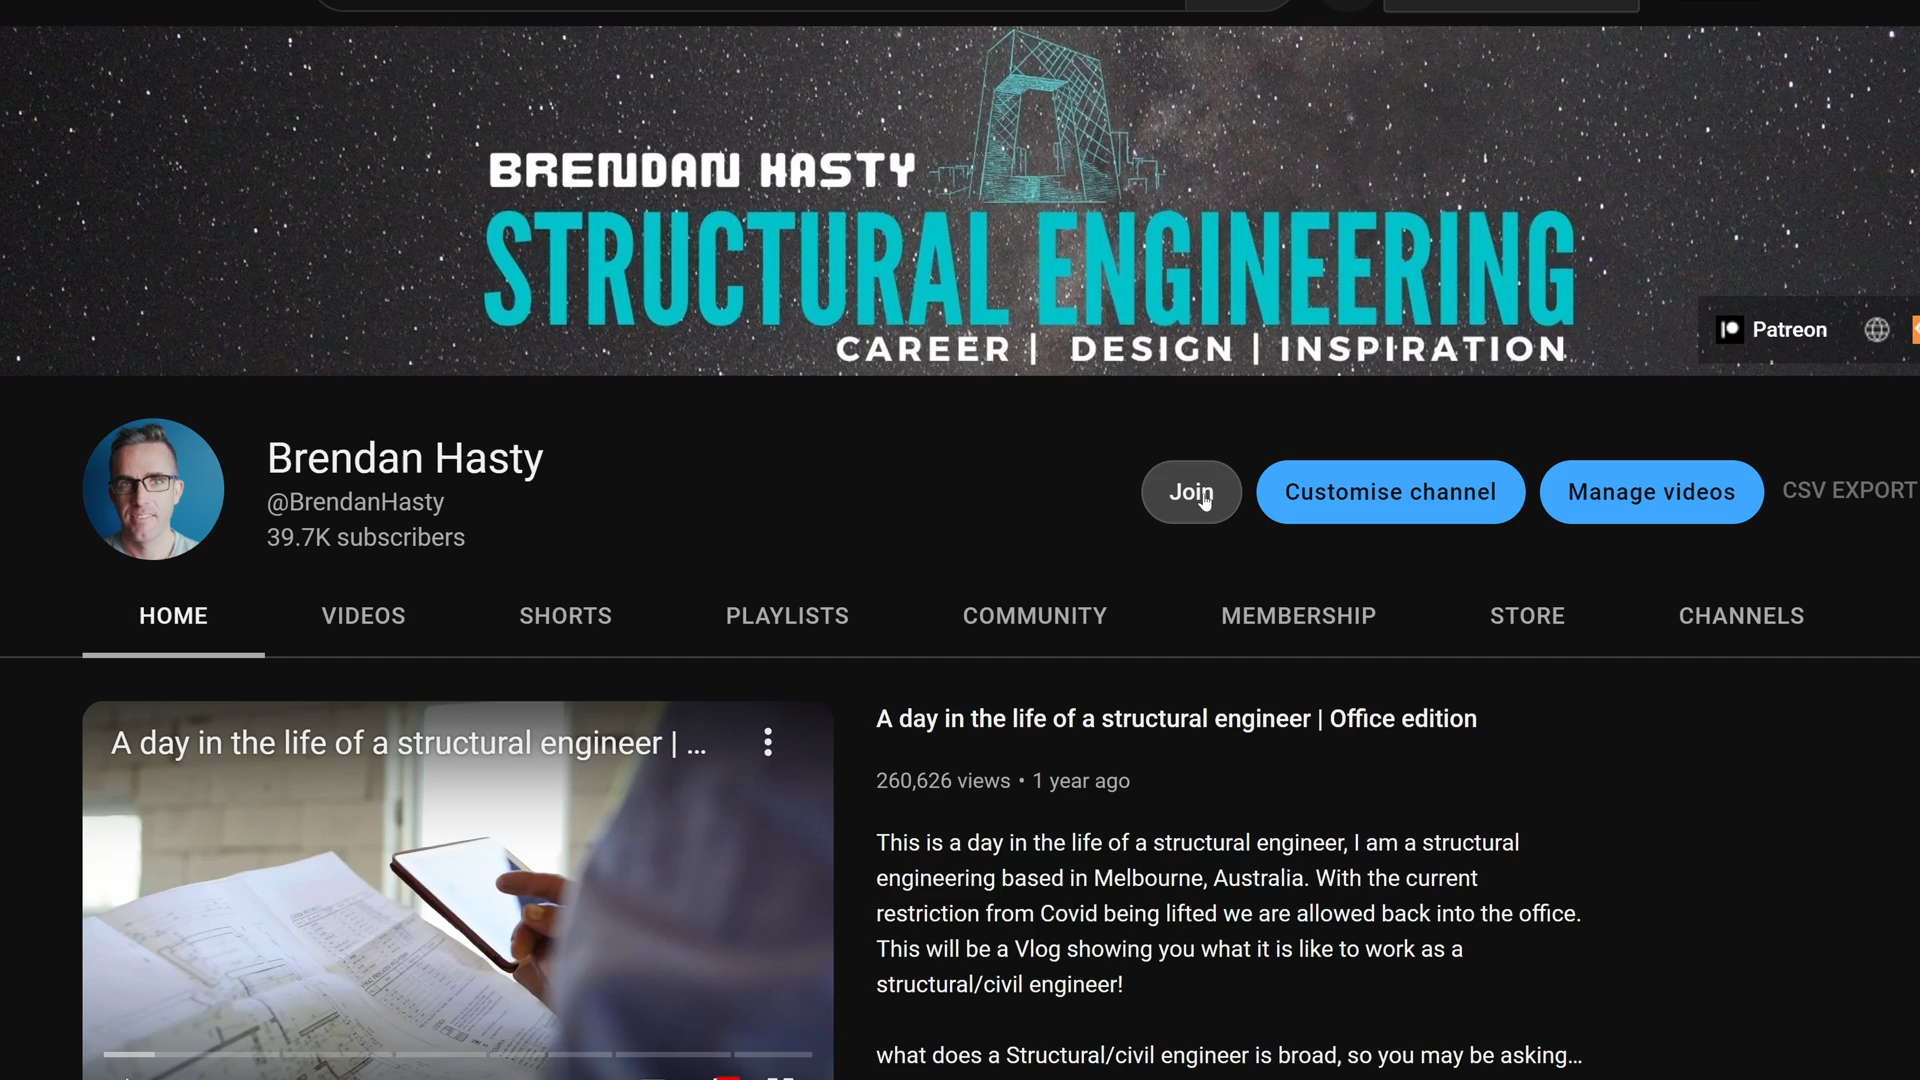 BRENDAN HASTY
STRUCTURAL ENGINEERING
CAREER | DESIGN | INSPIRATION
Patreon
Brendan Hasty
@BrendanHasty
39.7K subscribers
Join
Customise channel
Manage videos
CSV EXPORT
HOME
VIDEOS
SHORTS
PLAYLISTS
COMMUNITY
MEMBERSHIP
STORE
CHANNELS
A day in the life of a structural engineer | ...
A day in the life of a structural engineer | Office edition
260,626 views • 1 year ago
This is a day in the life of a structural engineer, I am a structural
engineering based in Melbourne, Australia. With the current
restriction from Covid being lifted we are allowed back into the office.
This will be a Vlog showing you what it is like to work as a
structural/civil engineer!
what does a Structural/civil engineer is broad, so you may be asking...